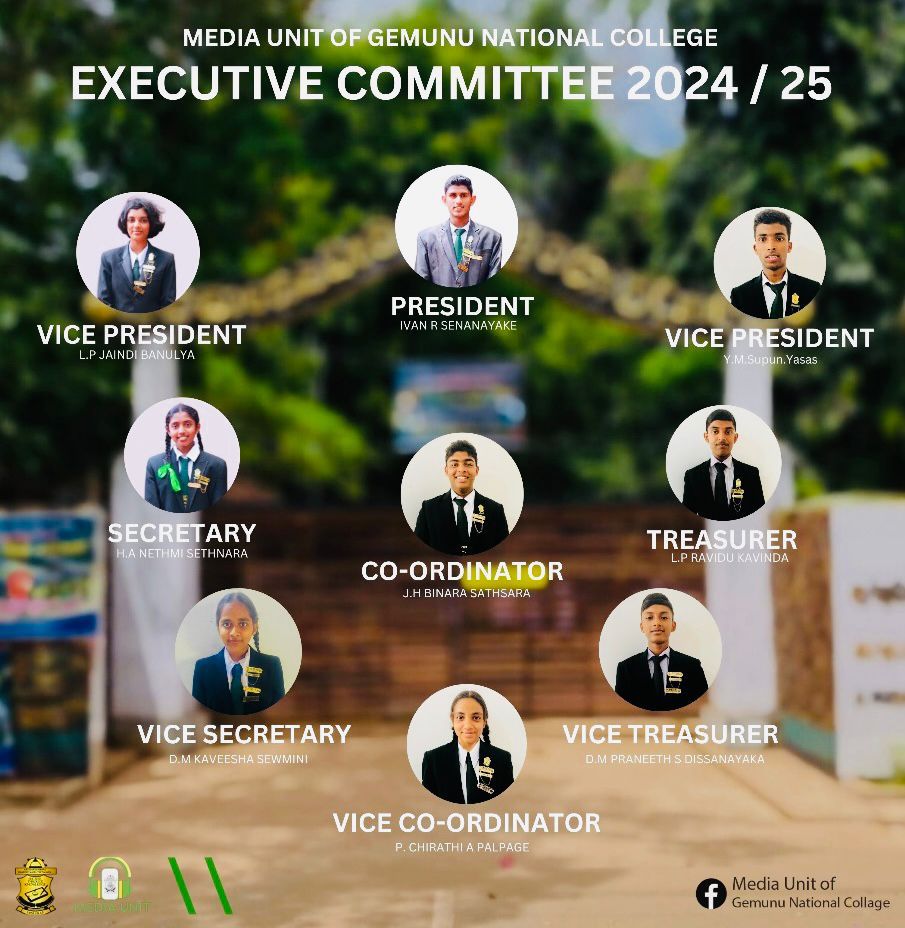 MEDIA UNIT OF GEMUNU NATIONAL COLLEGE
EXECUTIVE COMMITTEE 2024 / 25
PRESIDENT
IVAN R SENANAYAKE
VICE PRESIDENT
L.P JAINDI BANULYA
VICE PRESIDENT
Y.M.Supun.Yasas
SECRETARY
H.A NETHMI SETHNARA
CO-ORDINATOR
J.H BINARA SATHSARA
TREASURER
L.P RAVIDU KAVINDA
VICE SECRETARY
D.M KAVEESHA SEWMINI
VICE TREASURER
D.M PRANEETH S DISSANAYAKA
VICE CO-ORDINATOR
P. CHIRATHI A PALPAGE
MEDIA UNIT
Media Unit of
Gemunu National Collage